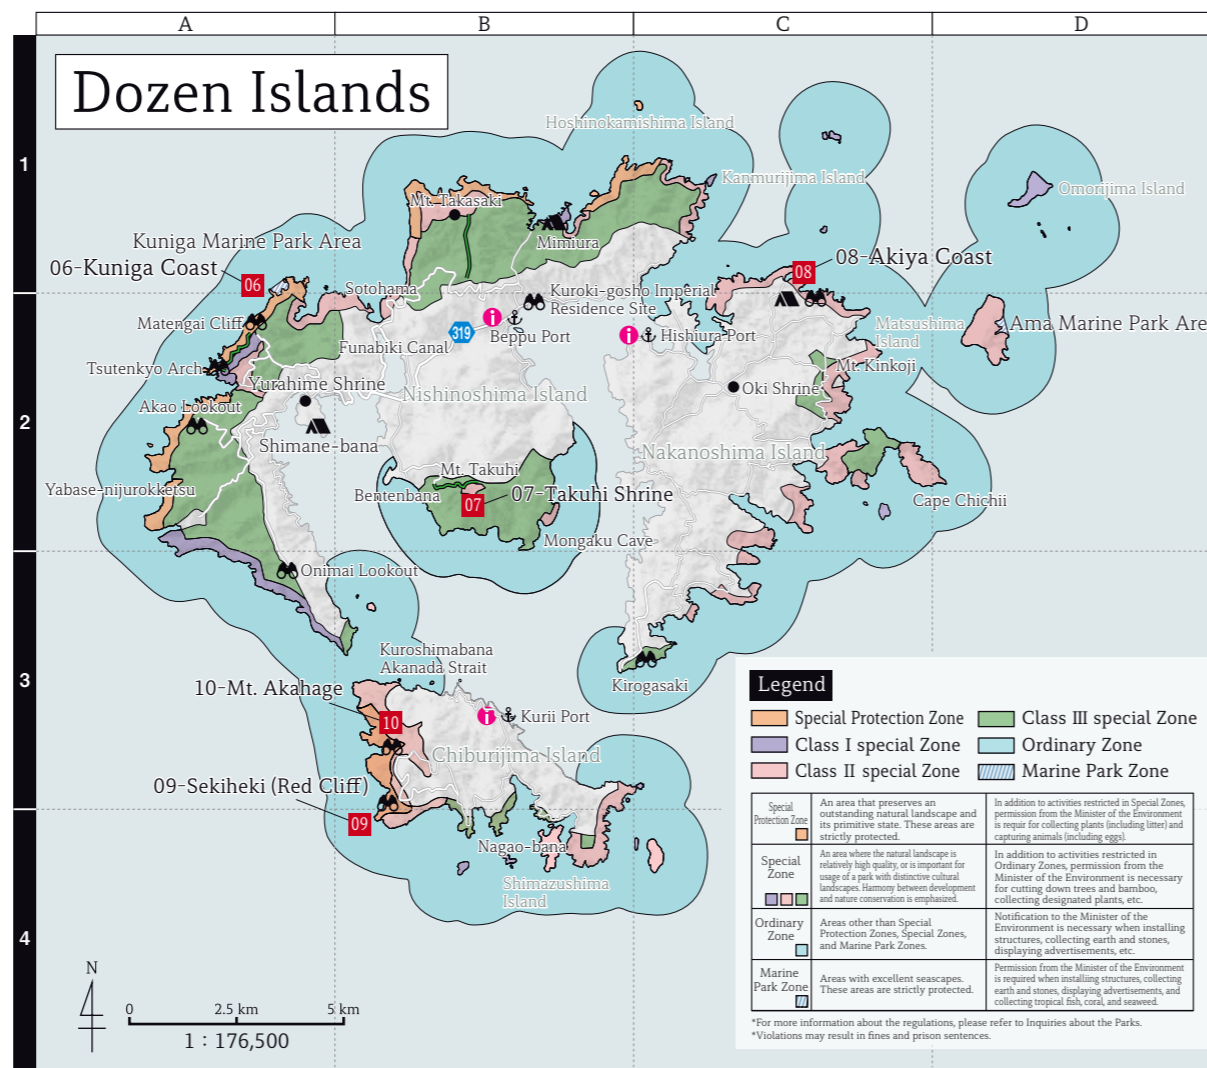 A B C D
Dozen Islands
1
2
3
4
Hoshinokamishima Island
Kanmurijima Island
Omorijima Island
Mt. Takasaki
Mimiura
Kuniga Marine Park Area
06-Kuniga Coast
06
08-Akiya Coast
08
Sotohama
Kuroki-gosho Imperial
Residence Site
Matengai Cliff
319
Beppu Port
Hishiura Port
Matsushima
Island
Ama Marine Park Are
Funabiki Canal
Tsutenkyo Arch
Mt. Kinkoji
Yurahime Shrine
Nishinoshima Island
Oki Shrine
Akao Lookout
Shimane-bana
Nakanoshima Island
Mt. Takuhi
Yabase-nijurokketsu
Bentenbana
07-Takuhi Shrine
07
Cape Chichii
Mongaku Cave
Onimai Lookout
Kuroshimabana
Akanada Strait
Kirogasaki
10-Mt. Akahage
10
Kurii Port
Chiburijima Island
09-Sekiheki (Red Cliff)
09
Nagao-bana
Shimazushima
Island
N
0 2.5 km 5 km
1 : 176,500
Legend
Special Protection Zone
Class III special Zone
Class I special Zone
Ordinary Zone
Class II special Zone
Marine Park Zone
Special
Protection Zone
An area that preserves an
outstanding natural landscape and
its primitive state. These areas are
strictly protected.
In addition to activities restricted in Special Zones,
permission from the Minister of the Environment
is requir for collecting plants (including litter) and
capturing animals (including eggs).
Special
Zone
An area where the natural landscape is
relatively high quality, or is important for
usage of a park with distinctive cultural
landscapes. Harmony between development
and nature conservation is emphasized.
In addition to activities restricted in
Ordinary Zones, permission from the
Minister of the Environment is necessary
for cutting down trees and bamboo,
collecting designated plants, etc.
Ordinary
Zone
Areas other than Special
Protection Zones, Special Zones,
and Marine Park Zones.
Notification to the Minister of the
Environment is necessary when installing
structures, collecting earth and stones,
displaying advertisements, etc.
Marine
Park Zone
Areas with excellent seascapes.
These areas are strictly protected.
Permission from the Minister of the Environment
is required when installing structures, collecting
earth and stones, displaying advertisements, and
collecting tropical fish, coral, and seaweed.
*For more information about the regulations, please refer to Inquiries about the Parks.
*Violations may result in fines and prison sentences.